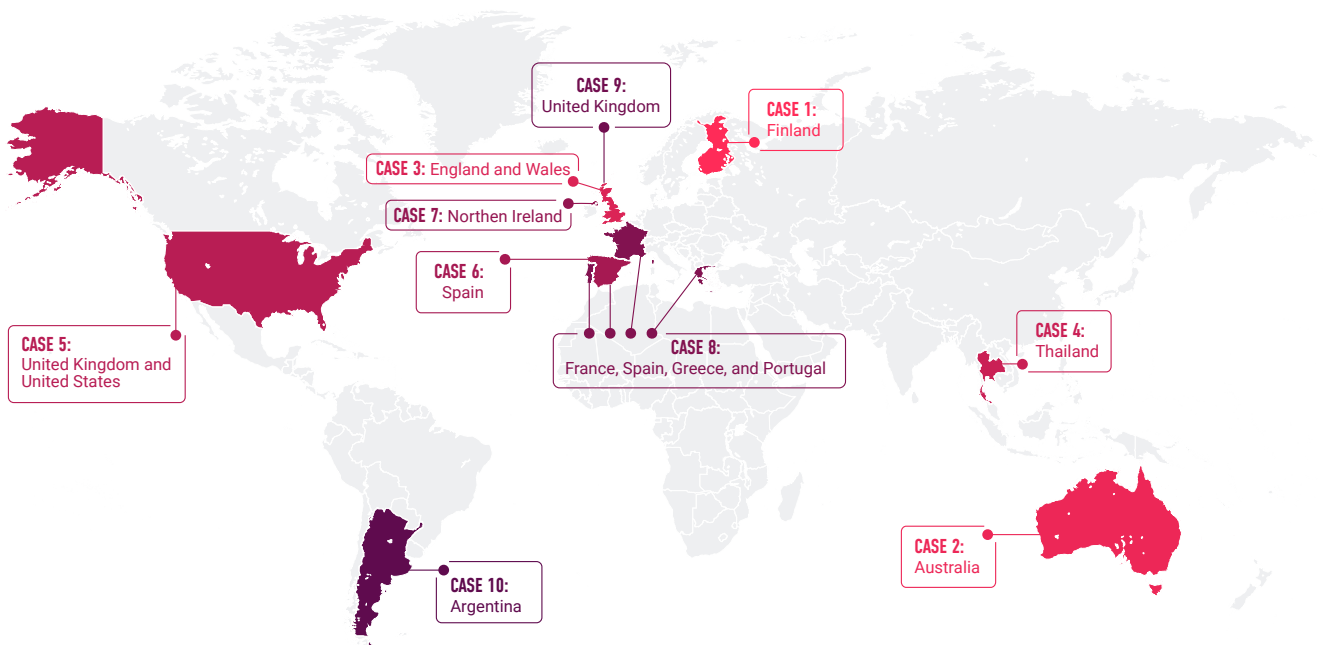 CASE 9:
United Kingdom
CASE 1:
Finland
CASE 3: England and Wales
CASE 7: Northen Ireland
CASE 6:
Spain
CASE 5:
United Kingdom and
United States
CASE 8:
France, Spain, Greece, and Portugal
CASE 4:
Thailand
CASE 2:
Australia
CASE 10:
Argentina